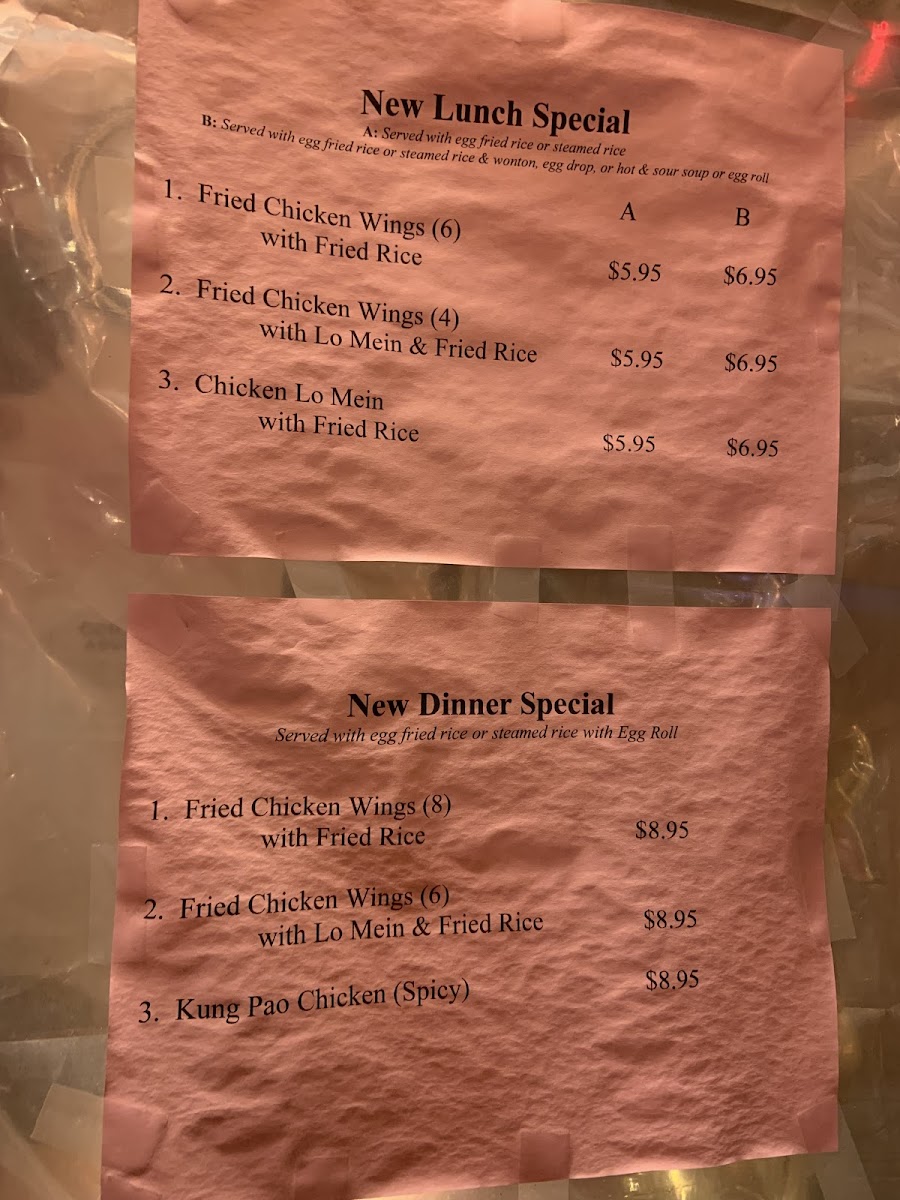 New Lunch Special
A: Served with egg fried rice or steamed rice
B: Served with egg fried rice or steamed rice & wonton, egg drop, or hot & sour soup or egg roll
A B
1. Fried Chicken Wings (6)
with Fried Rice $5.95 $6.95
2. Fried Chicken Wings (4)
with Lo Mein & Fried Rice $5.95 $6.95
3. Chicken Lo Mein
with Fried Rice $5.95 $6.95
New Dinner Special
Served with egg fried rice or steamed rice with Egg Roll
1. Fried Chicken Wings (8)
with Fried Rice $8.95
2. Fried Chicken Wings (6)
with Lo Mein & Fried Rice $8.95
3. Kung Pao Chicken (Spicy) $8.95